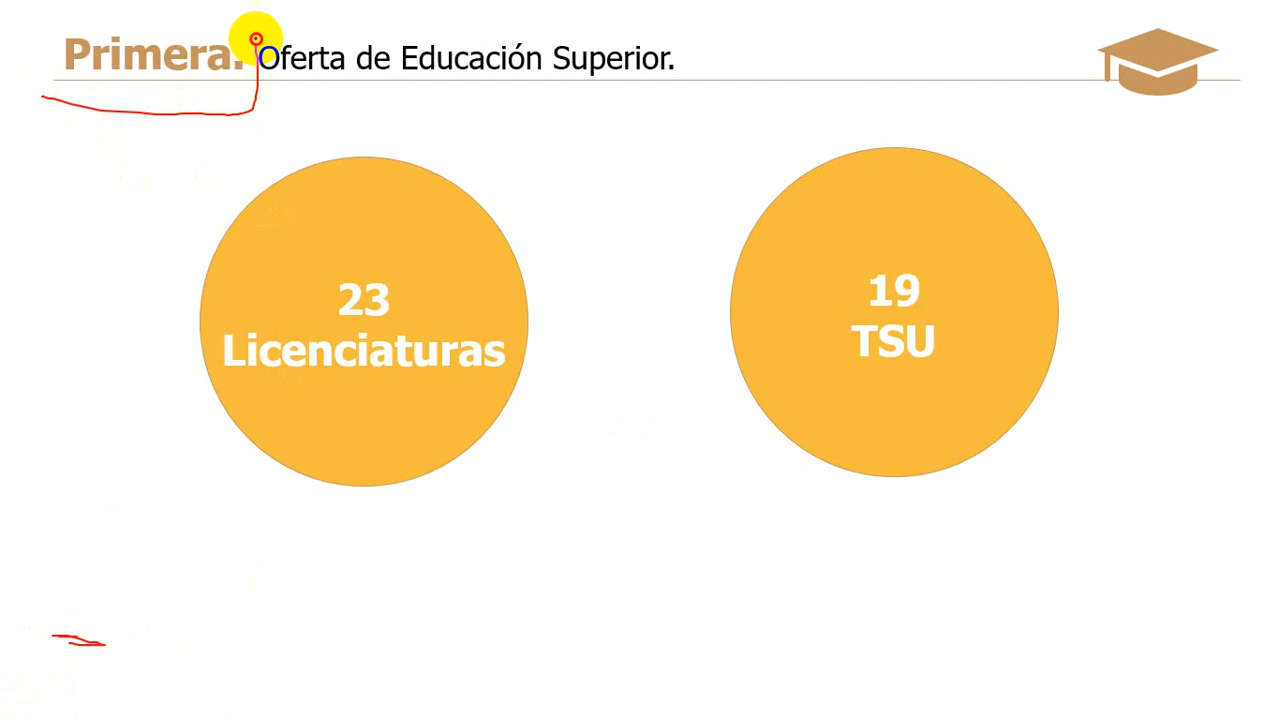 Primera. Oferta de Educación Superior.
23
Licenciaturas
19
TSU